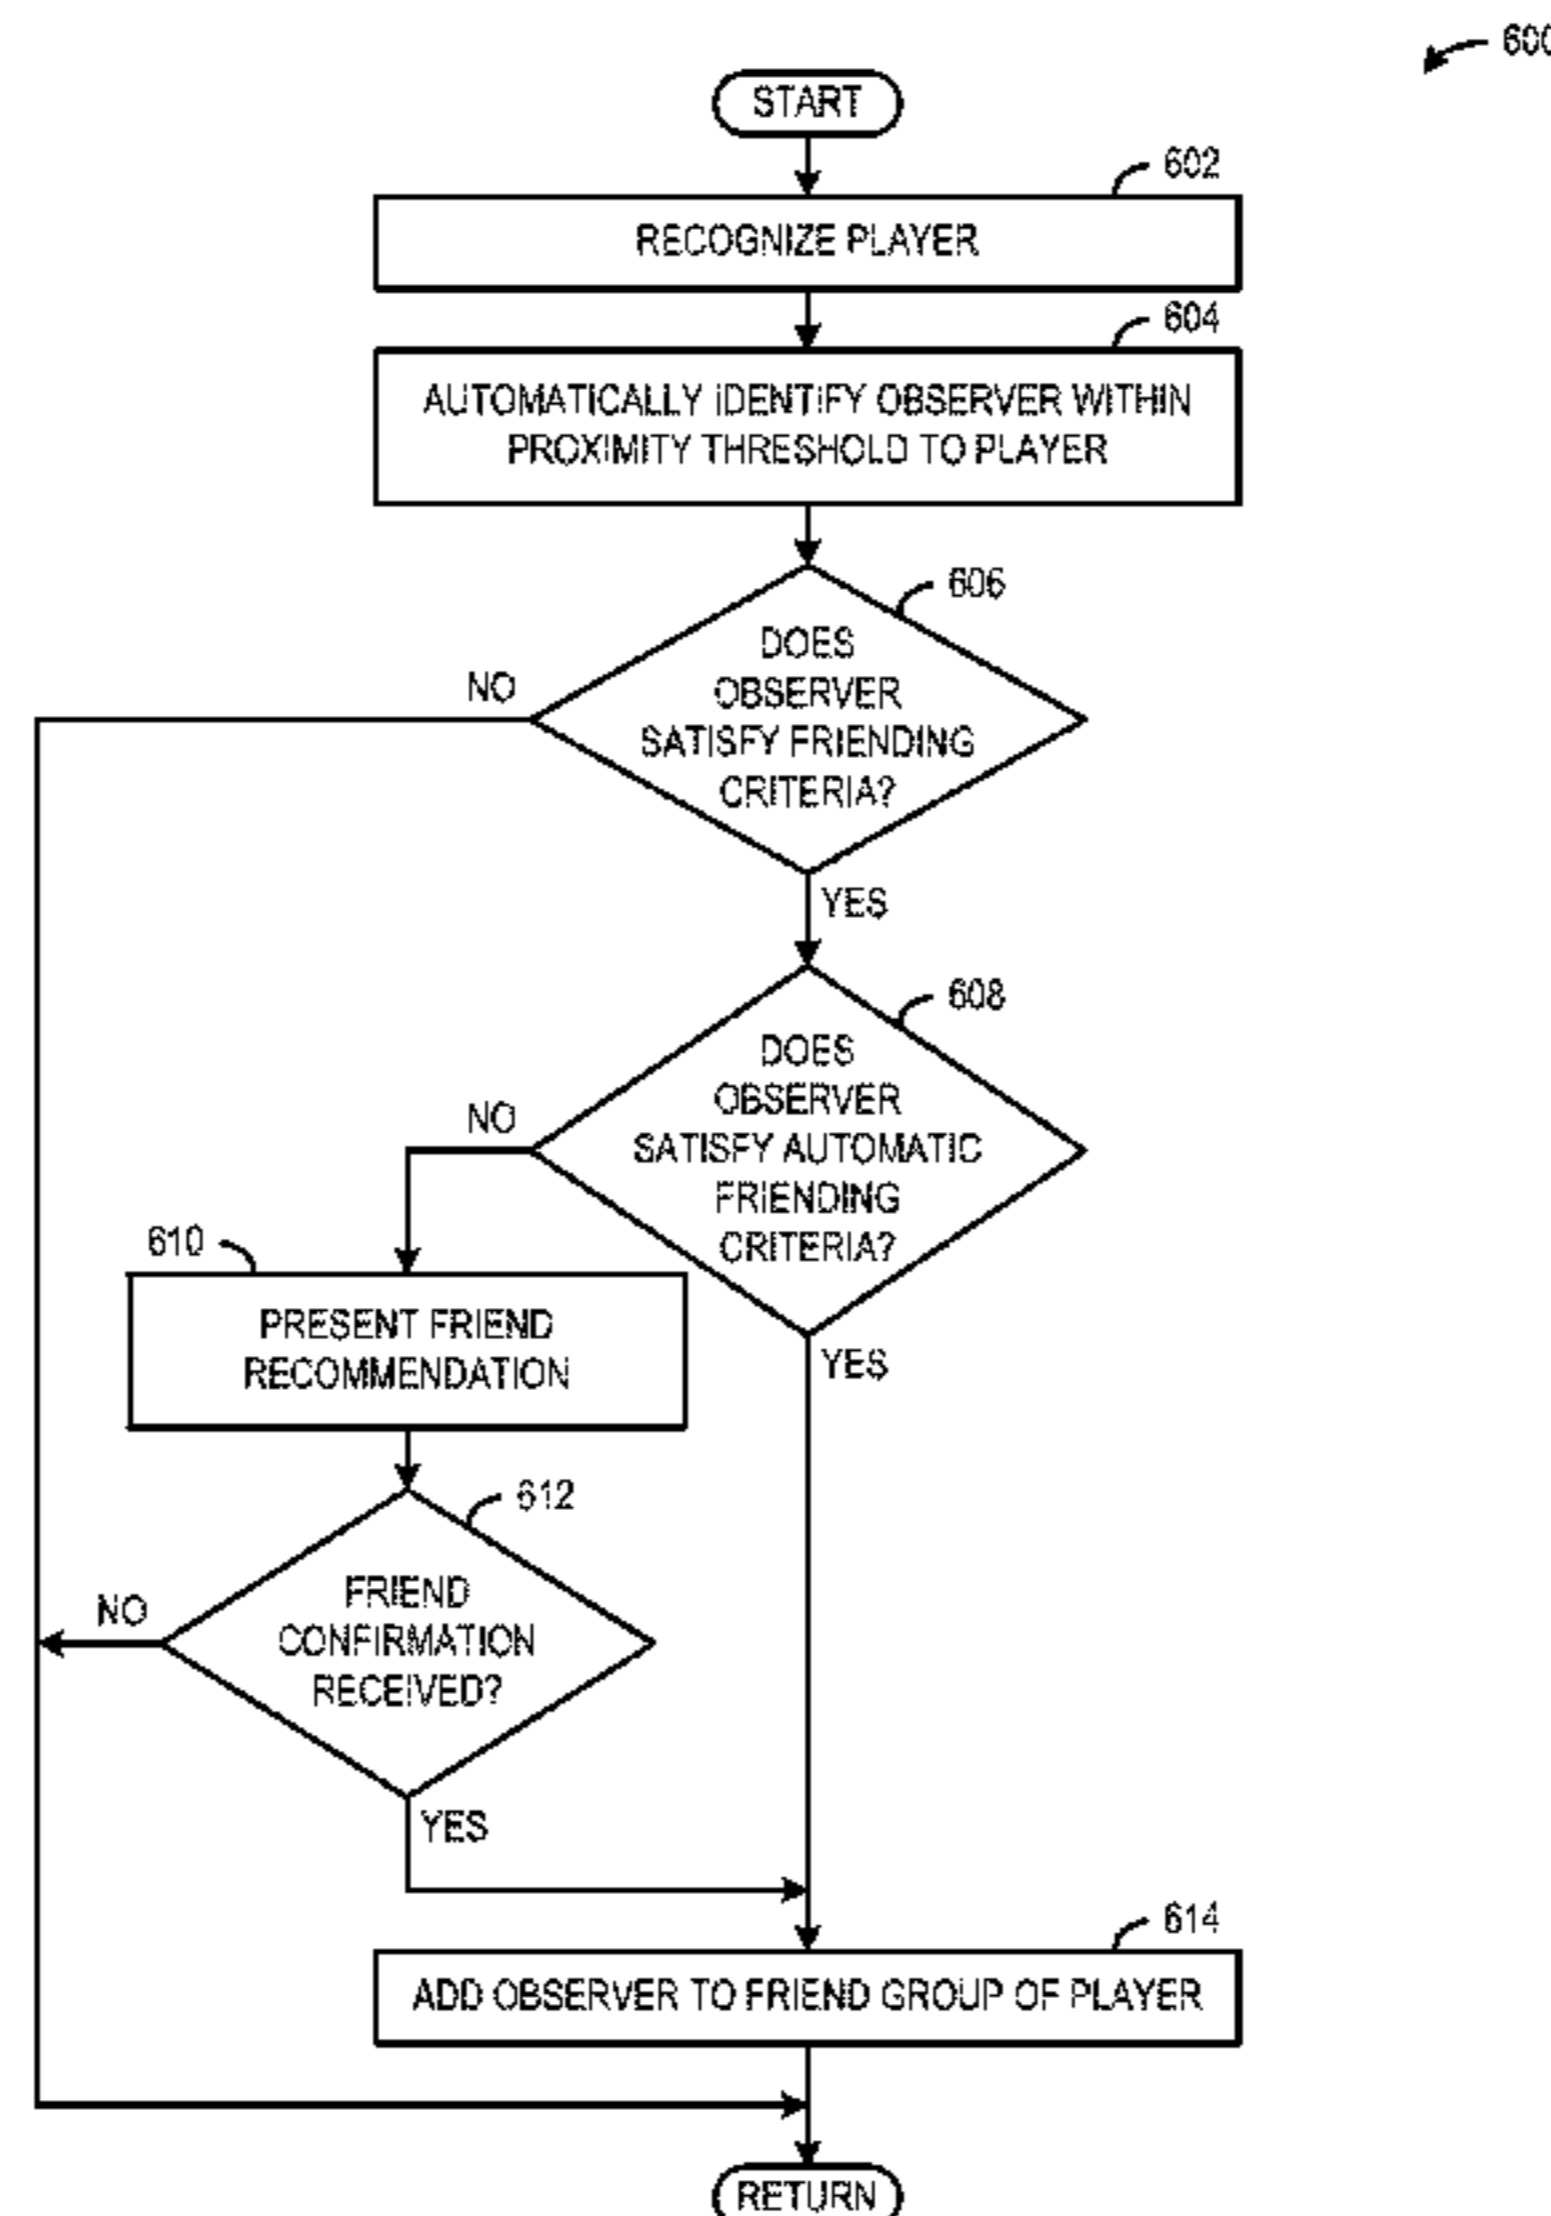 600
START
602
RECOGNIZE PLAYER
604
AUTOMATICALLY IDENTIFY OBSERVER WITHIN
PROXIMITY THRESHOLD TO PLAYER
606
DOES
OBSERVER
SATISFY FRIENDING
CRITERIA?
NO
YES
608
DOES
OBSERVER
SATISFY AUTOMATIC
FRIENDING
CRITERIA?
NO
YES
610
PRESENT FRIEND
RECOMMENDATION
612
FRIEND
CONFIRMATION
RECEIVED?
NO
YES
614
ADD OBSERVER TO FRIEND GROUP OF PLAYER
RETURN